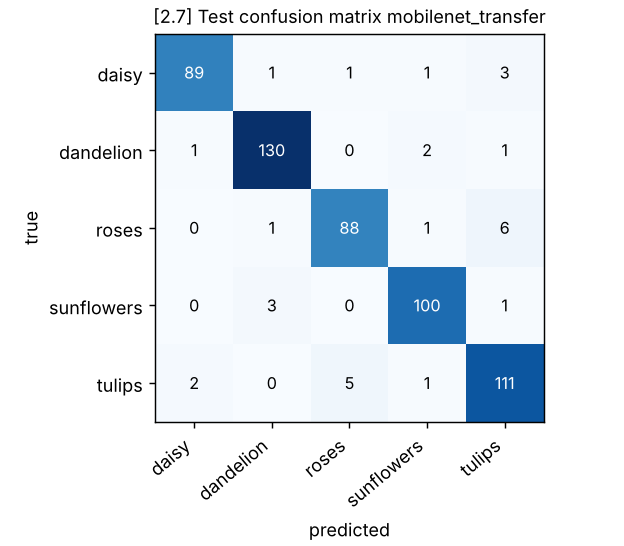 [2.7] Test confusion matrix mobilenet_transfer
daisy 89 1 1 1 3
dandelion 1 130 0 2 1
roses 0 1 88 1 6
sunflowers 0 3 0 100 1
tulips 2 0 5 1 111
true
daisy dandelion roses sunflowers tulips
predicted